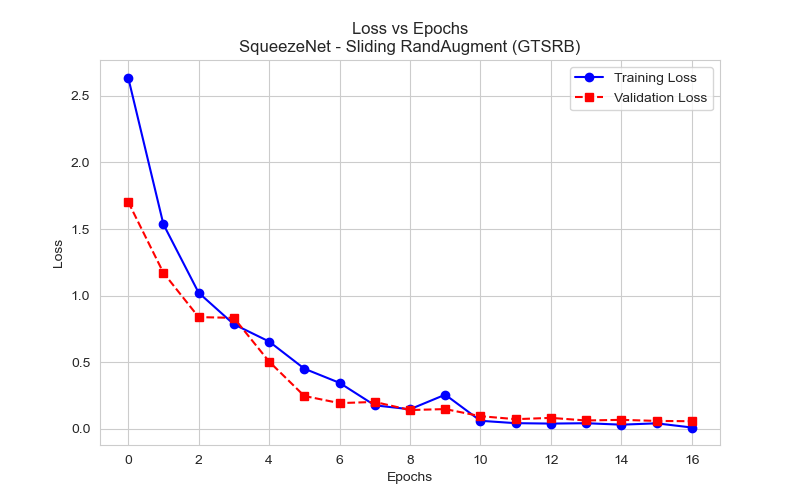 Loss vs Epochs
SqueezeNet - Sliding RandAugment (GTSRB)
Training Loss
Validation Loss
Loss
2.5
2.0
1.5
1.0
0.5
0.0
0 2 4 6 8 10 12 14 16
Epochs